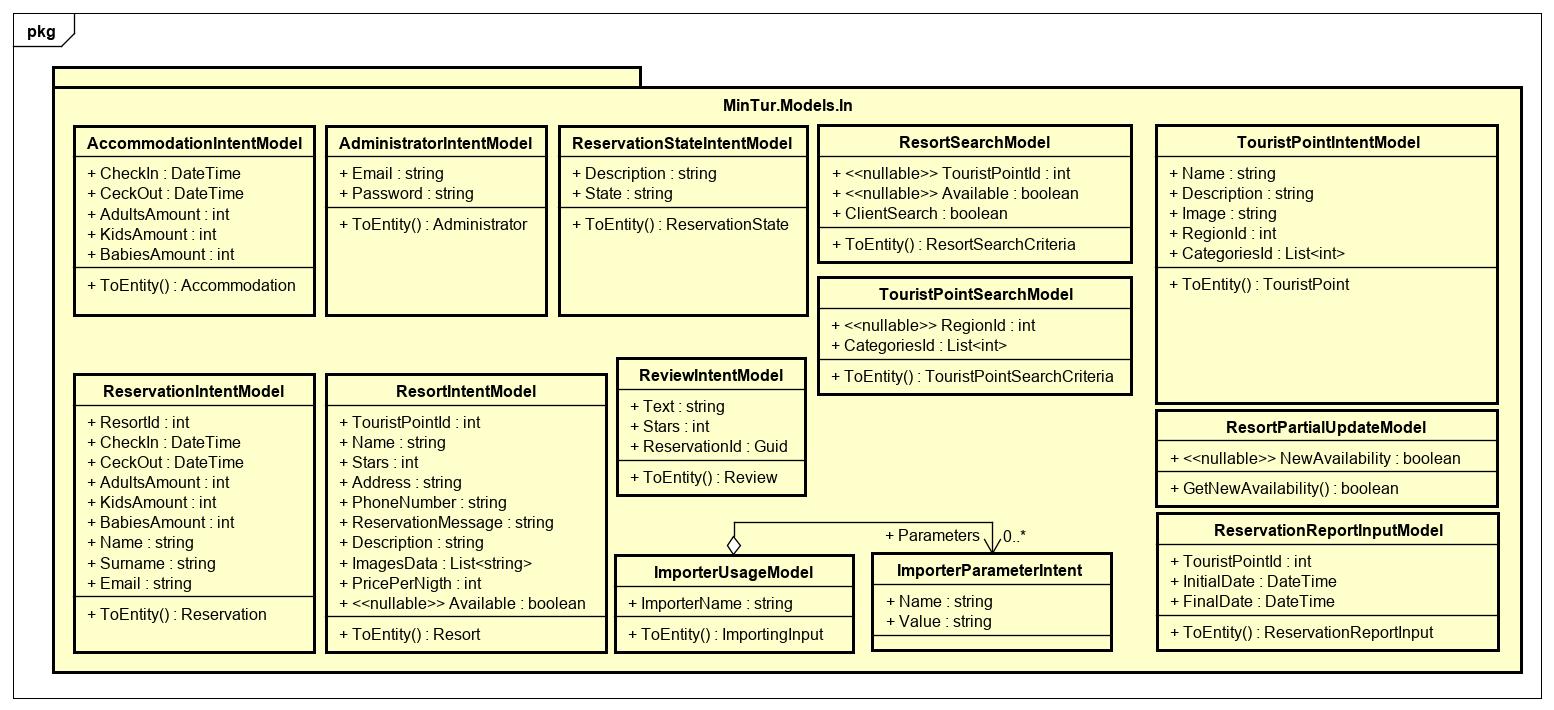 pkg
MinTur.Models.In
AccommodationIntentModel
+ CheckIn : DateTime
+ CeckOut : DateTime
+ AdultsAmount : int
+ KidsAmount : int
+ BabiesAmount : int
+ ToEntity() : Accommodation
AdministratorIntentModel
+ Email : string
+ Password : string
+ ToEntity() : Administrator
ReservationStateIntentModel
+ Description : string
+ State : string
+ ToEntity() : ReservationState
ResortSearchModel
+ <<nullable>> TouristPointId : int
+ <<nullable>> Available : boolean
+ ClientSearch : boolean
+ ToEntity() : ResortSearchCriteria
TouristPointIntentModel
+ Name : string
+ Description : string
+ Image : string
+ RegionId : int
+ CategoriesId : List<int>
+ ToEntity() : TouristPoint
TouristPointSearchModel
+ <<nullable>> RegionId : int
+ CategoriesId : List<int>
+ ToEntity() : TouristPointSearchCriteria
ReservationIntentModel
+ ResortId : int
+ CheckIn : DateTime
+ CeckOut : DateTime
+ AdultsAmount : int
+ KidsAmount : int
+ BabiesAmount : int
+ Name : string
+ Surname : string
+ Email : string
+ ToEntity() : Reservation
ResortIntentModel
+ TouristPointId : int
+ Name : string
+ Stars : int
+ Address : string
+ PhoneNumber : string
+ ReservationMessage : string
+ Description : string
+ ImagesData : List<string>
+ PricePerNigth : int
+ <<nullable>> Available : boolean
+ ToEntity() : Resort
ReviewIntentModel
+ Text : string
+ Stars : int
+ ReservationId : Guid
+ ToEntity() : Review
ResortPartialUpdateModel
+ <<nullable>> NewAvailability : boolean
+ GetNewAvailability() : boolean
+ Parameters
0..*
ImporterUsageModel
+ ImporterName : string
+ ToEntity() : ImportingInput
ImporterParameterIntent
+ Name : string
+ Value : string
ReservationReportInputModel
+ TouristPointId : int
+ InitialDate : DateTime
+ FinalDate : DateTime
+ ToEntity() : ReservationReportInput